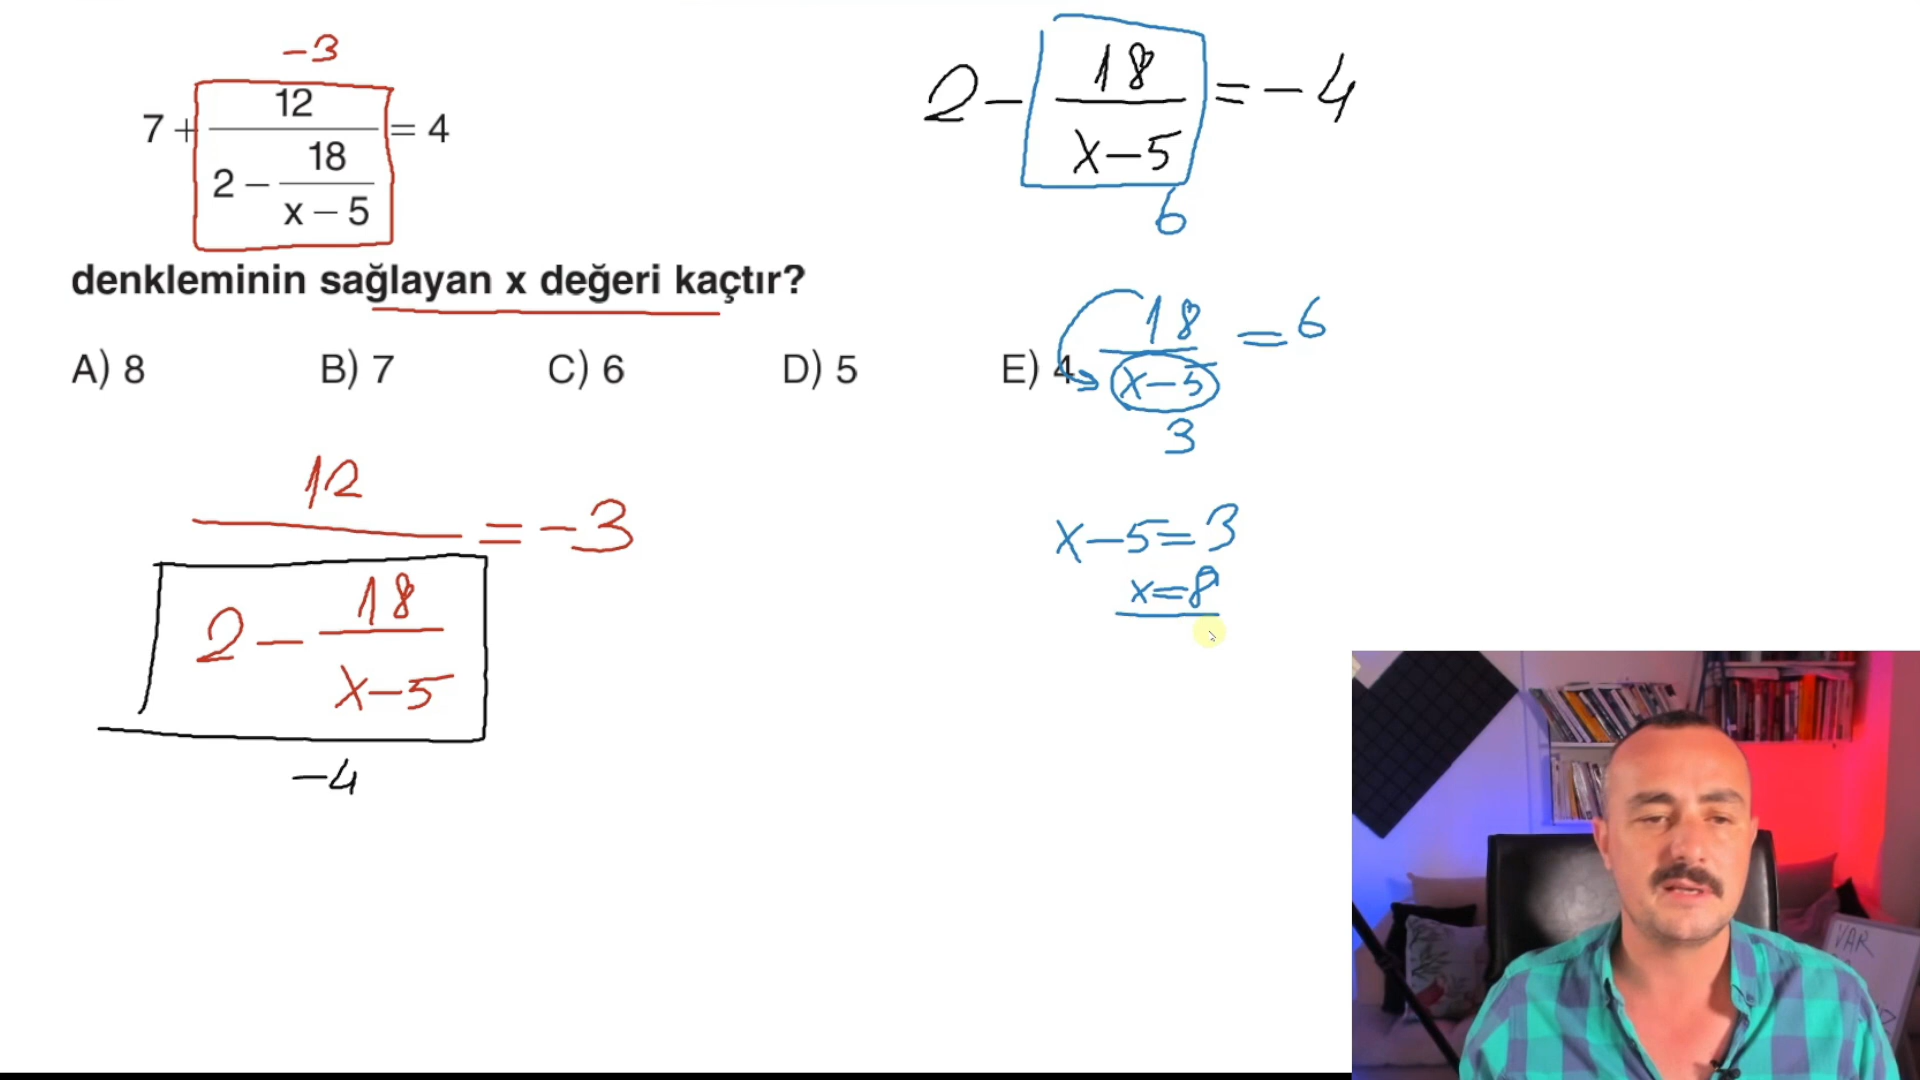 -3
7 + 12 / (2 - 18 / (x - 5)) = 4
denkleminin sağlayan x değeri kaçtır?
A) 8 B) 7 C) 6 D) 5 E) 4
12 / (2 - 18 / (x-5)) = -3
-4
2 - 18 / (x-5) = -4
6
18 / (x-5) = 6
3
x-5=3
x=8
VAR